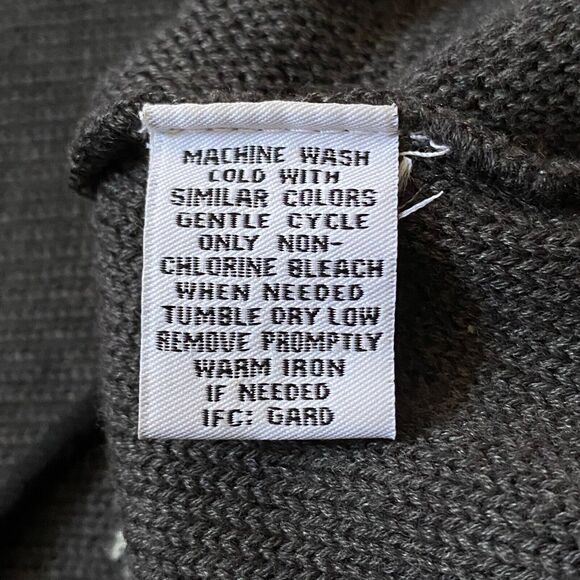 MACHINE WASH
COLD WITH
SIMILAR COLORS
GENTLE CYCLE
ONLY NON-
CHLORINE BLEACH
WHEN NEEDED
TUMBLE DRY LOW
REMOVE PROMPTLY
WARM IRON
IF NEEDED
IFC: GARD